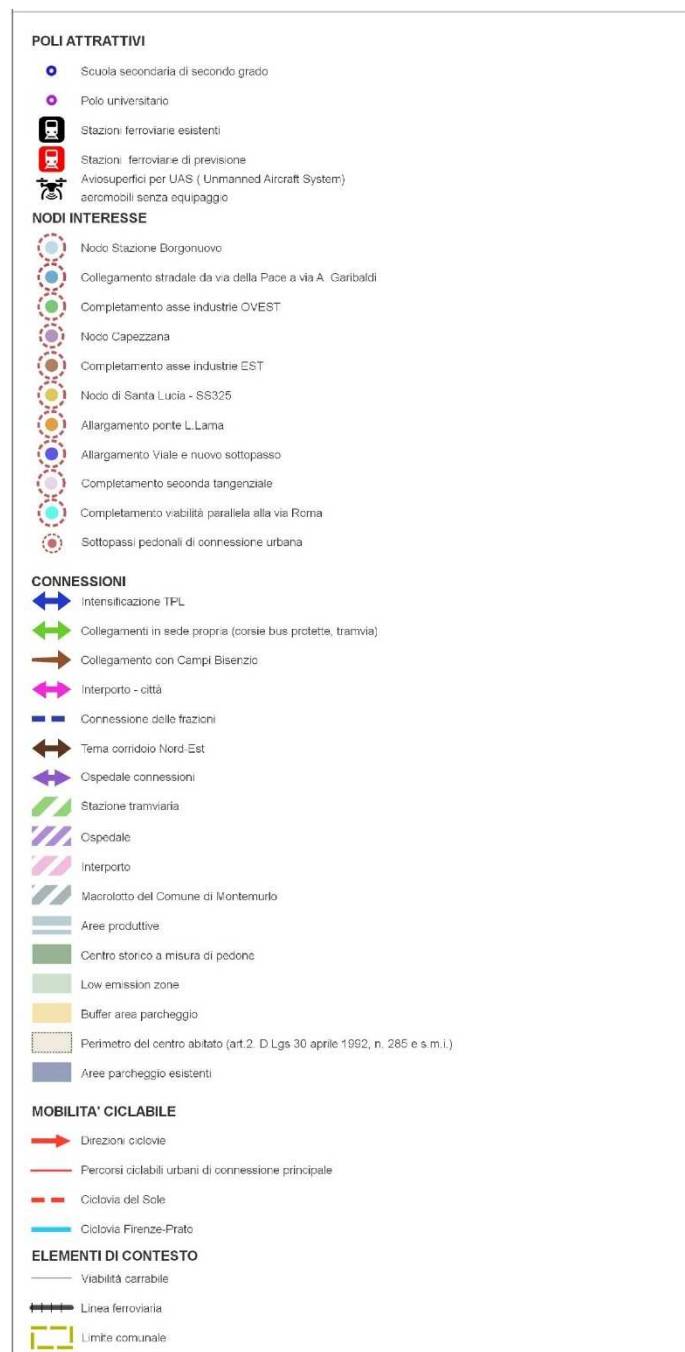 POLI ATTRATTIVI
Scuola secondaria di secondo grado
Polo universitario
Stazioni ferroviarie esistenti
Stazioni ferroviarie di previsione
Aviosuperfici per UAS ( Unmanned Aircraft System)
aeromobili senza equipaggio
NODI INTERESSE
Nodo Stazione Borgonuovo
Collegamento stradale da via della Pace a via A. Garibaldi
Completamento asse industrie OVEST
Nodo Capezzana
Completamento asse industrie EST
Nodo di Santa Lucia - SS325
Allargamento ponte L.Lama
Allargamento Viale e nuovo sottopasso
Completamento seconda tangenziale
Completamento viabilità parallela alla via Roma
Sottopassi pedonali di connessione urbana
CONNESSIONI
Intensificazione TPL
Collegamenti in sede propria (corsie bus protette, tramvia)
Collegamento con Campi Bisenzio
Interporto - città
Connessione delle frazioni
Tema corridoio Nord-Est
Ospedale connessioni
Stazione tramviaria
Ospedale
Interporto
Macrolotto del Comune di Montemurlo
Aree produttive
Centro storico a misura di pedone
Low emission zone
Buffer area parcheggio
Perimetro del centro abitato (art.2. D.Lgs 30 aprile 1992, n. 285 e s.m.i.)
Aree parcheggio esistenti
MOBILITA' CICLABILE
Direzioni ciclovie
Percorsi ciclabili urbani di connessione principale
Ciclovia del Sole
Ciclovia Firenze-Prato
ELEMENTI DI CONTESTO
Viabilità carrabile
Linea ferroviaria
Limite comunale